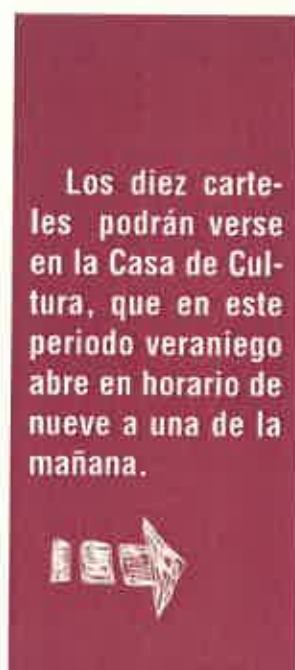 Los diez carte-
les podrán verse
en la Casa de Cul-
tura, que en este
periodo veraniego
abre en horario de
nueve a una de la
mañana.